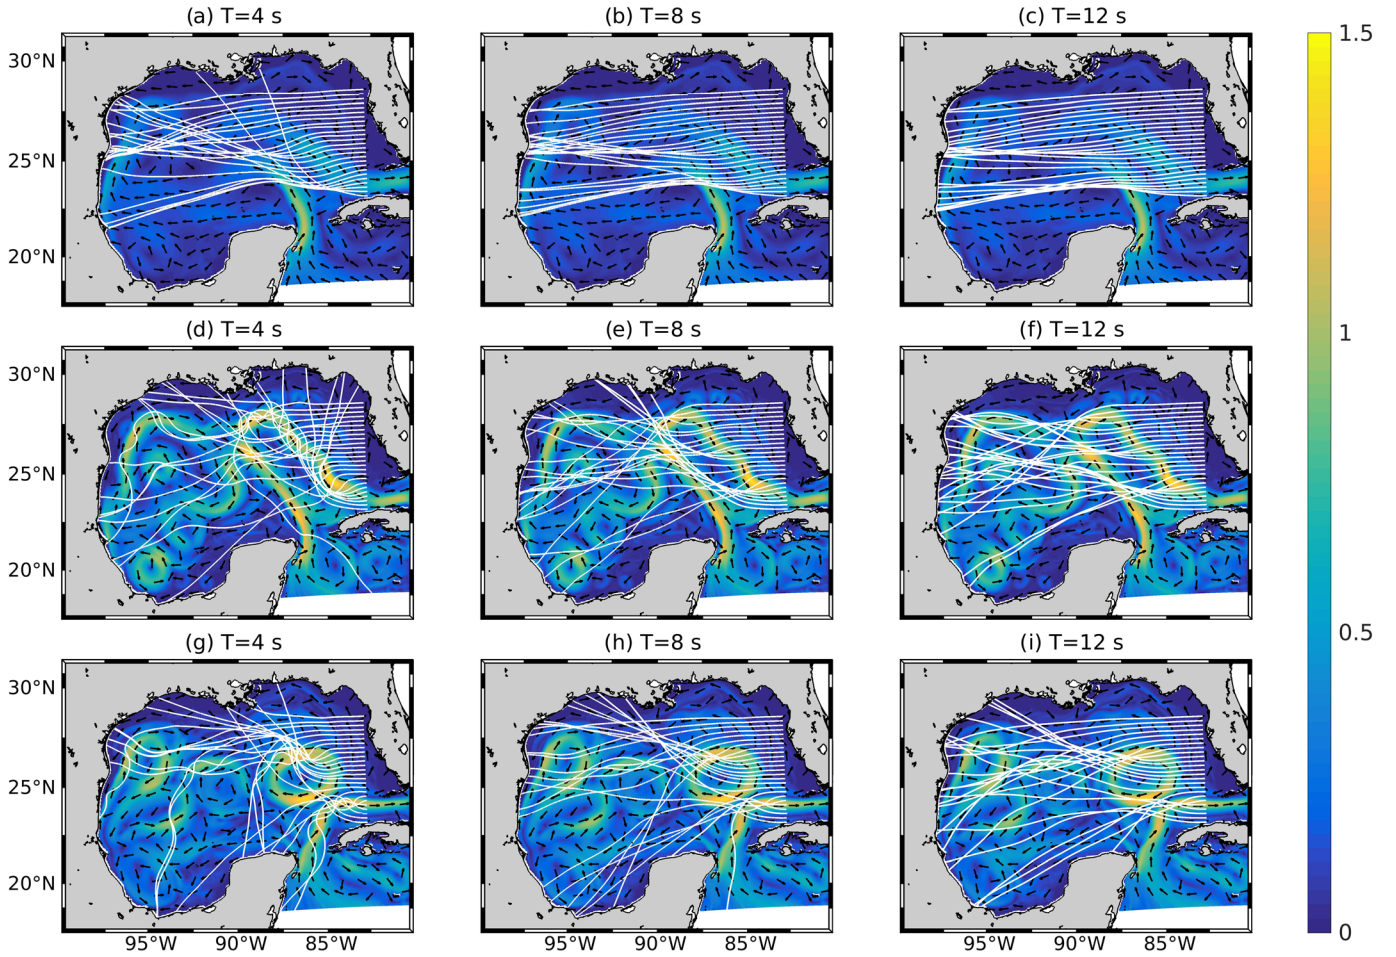 (a) T=4 s
(b) T=8 s
(c) T=12 s
1.5
30°N
25°N
20°N
(d) T=4 s
(e) T=8 s
(f) T=12 s
1
30°N
25°N
20°N
0.5
(g) T=4 s
(h) T=8 s
(i) T=12 s
30°N
25°N
20°N
0
95°W 90°W 85°W
95°W 90°W 85°W
95°W 90°W 85°W